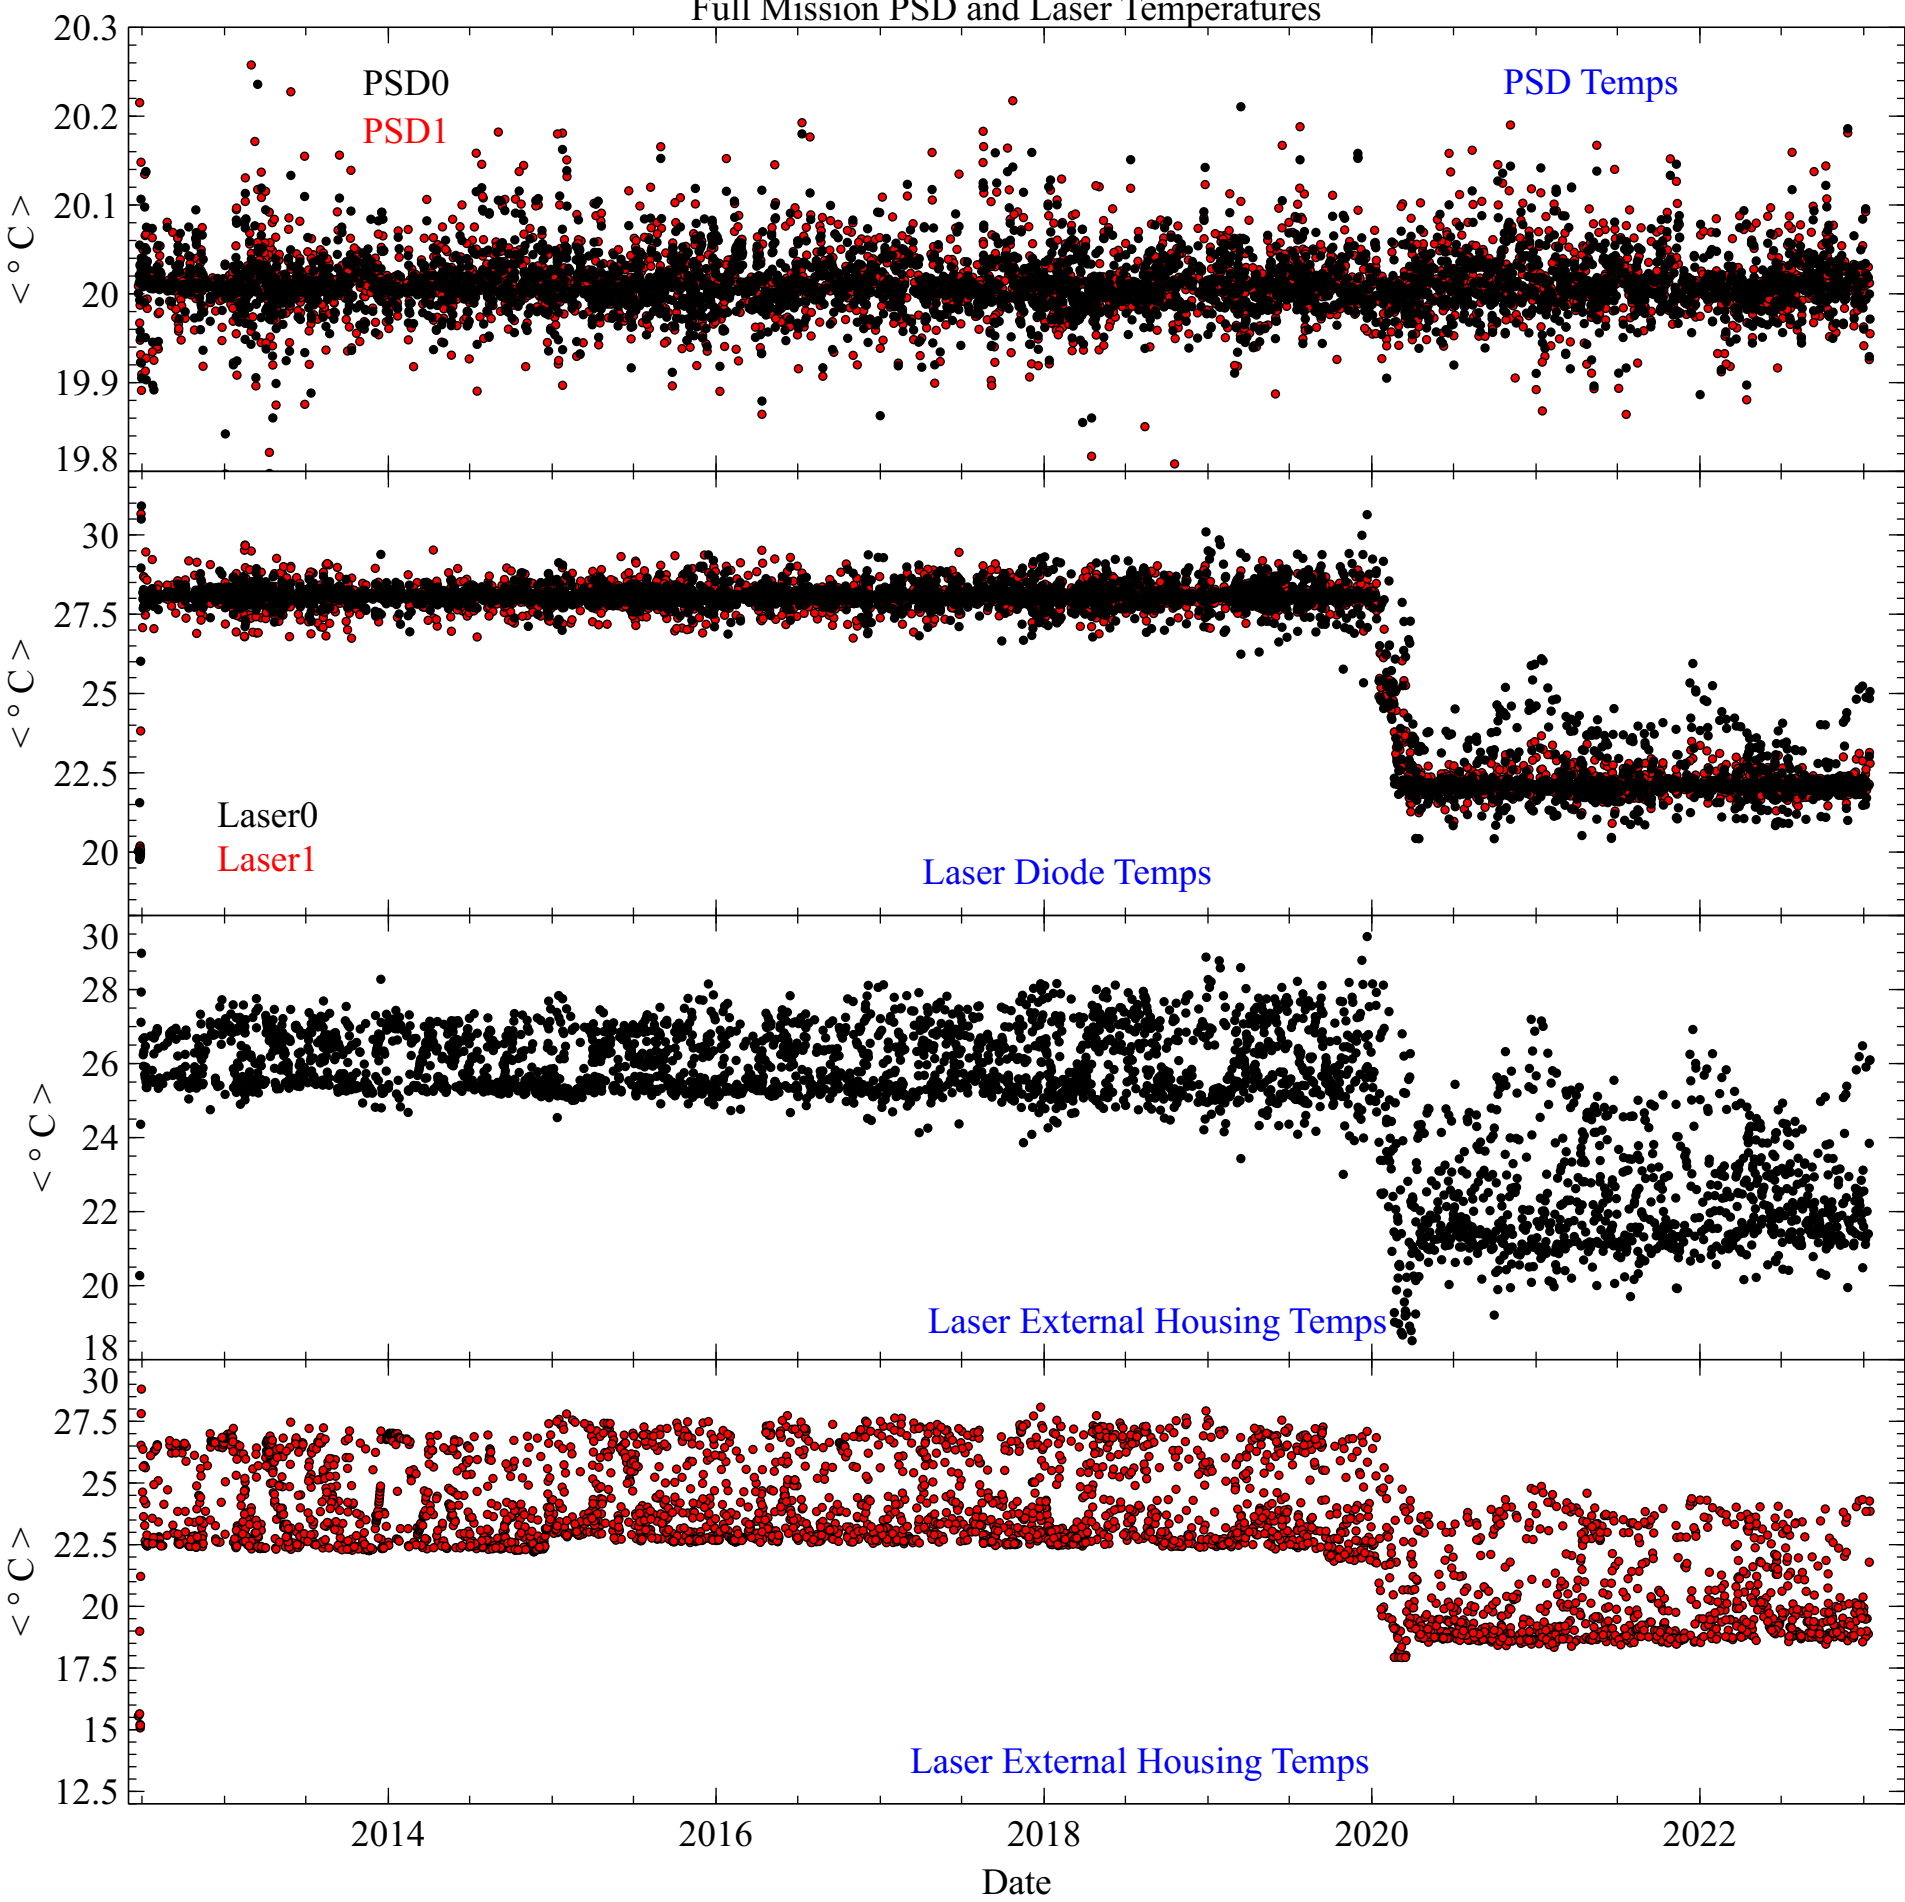 Full Mission PSD and Laser Temperatures
20.3
PSD0
PSD Temps
20.2
PSD1
20.1
< ° C >
20
19.9
19.8
30
27.5
< ° C >
25
22.5
Laser0
20
Laser1
Laser Diode Temps
30
28
26
< ° C >
24
22
20
Laser External Housing Temps
18
30
27.5
25
22.5
< ° C >
20
17.5
15
Laser External Housing Temps
12.5
2014 2016 2018 2020 2022
Date